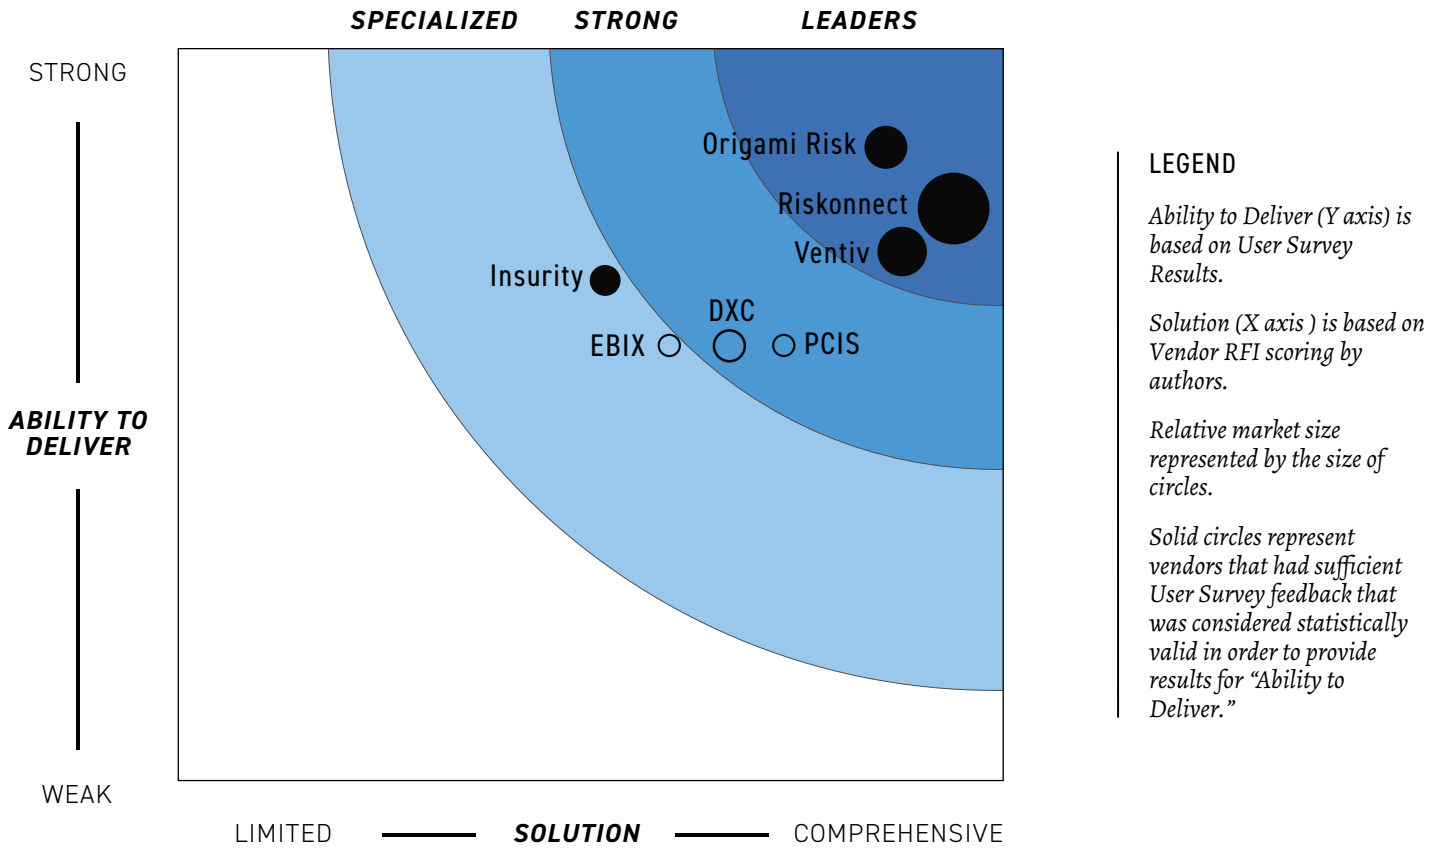 SPECIALIZED STRONG LEADERS
STRONG
ABILITY TO
DELIVER
WEAK
Origami Risk
Riskonnect
Ventiv
Insurity
DXC
EBIX
PCIS
LIMITED SOLUTION COMPREHENSIVE
LEGEND
Ability to Deliver (Y axis) is
based on User Survey
Results.
Solution (X axis ) is based on
Vendor RFI scoring by
authors.
Relative market size
represented by the size of
circles.
Solid circles represent
vendors that had sufficient
User Survey feedback that
was considered statistically
valid in order to provide
results for “Ability to
Deliver.”